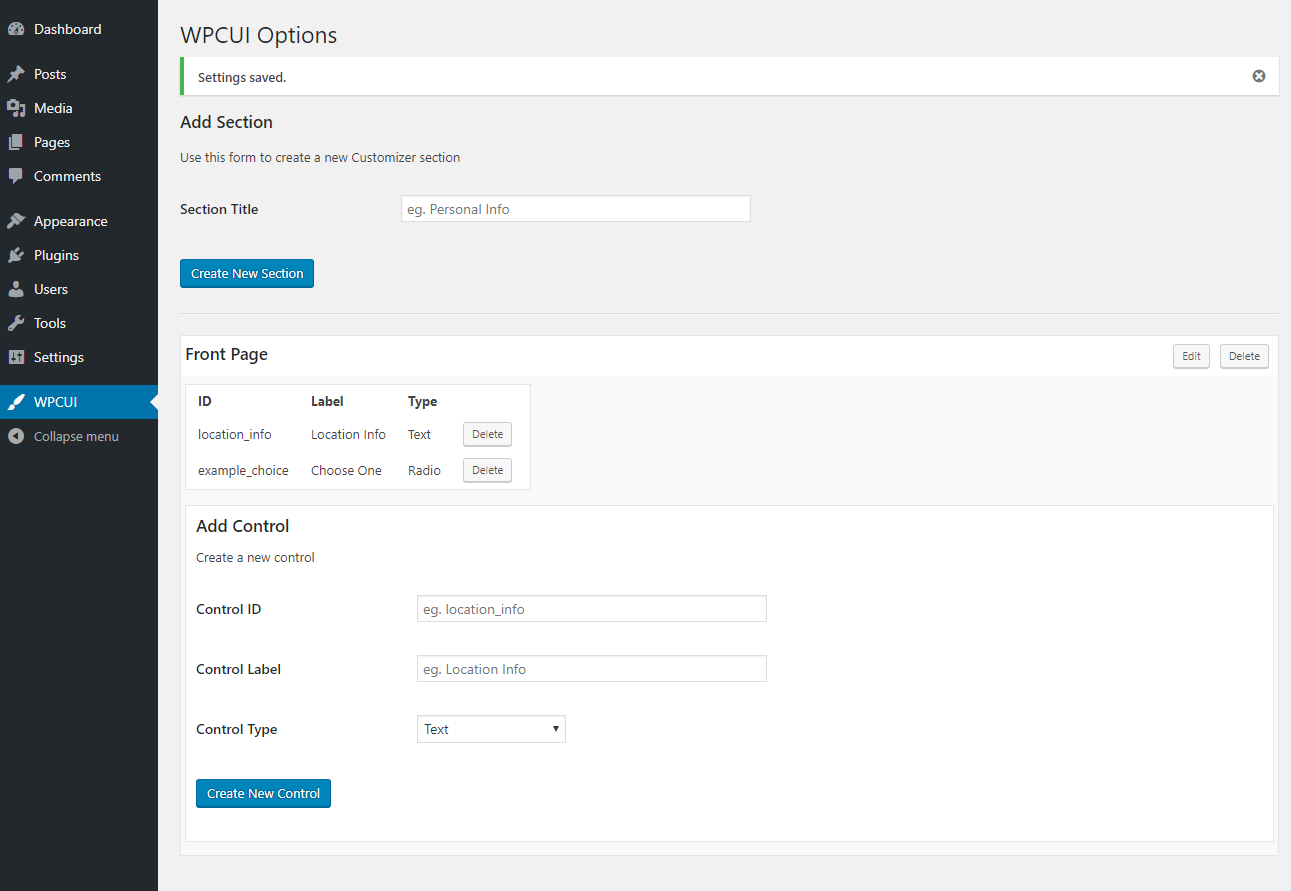 Dashboard
Posts
Media
Pages
Comments
Appearance
Plugins
Users
Tools
Settings
WPCUI
Collapse menu
WPCUI Options
Settings saved.
Add Section
Use this form to create a new Customizer section
Section Title eg. Personal Info
Create New Section
Front Page Edit Delete
ID Label Type
location_info Location Info Text Delete
example_choice Choose One Radio Delete
Add Control
Create a new control
Control ID eg. location_info
Control Label eg. Location Info
Control Type Text
Create New Control